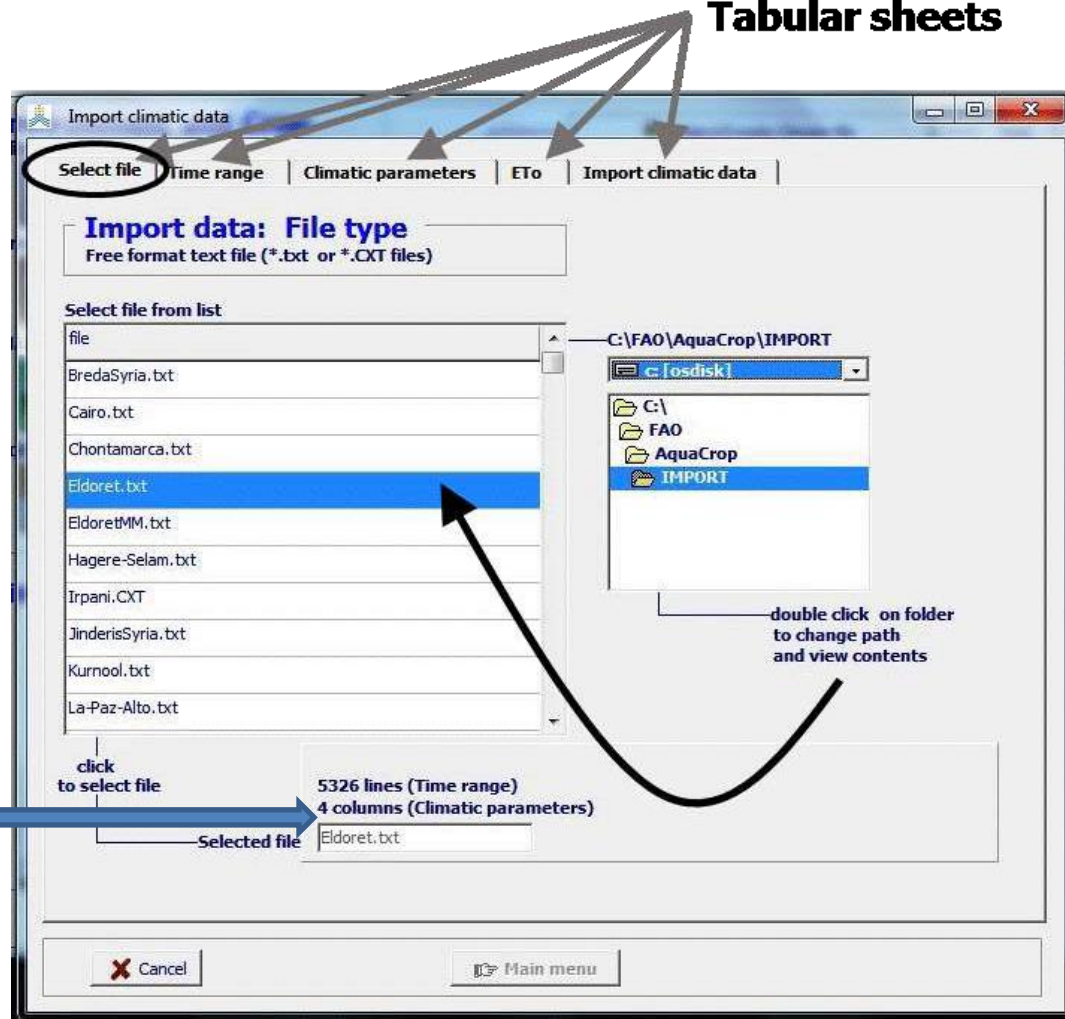 Tabular sheets
Import climatic data
Select file
Time range
Climatic parameters
ETo
Import climatic data
Import data: File type
Free format text file (*.txt or *.CXT files)
Select file from list
file
BredaSyria.txt
Cairo.txt
Chontamarca.txt
Eldoret.txt
EldoretMM.txt
Hagere-Selam.txt
Irpani.CXT
JinderisSyria.txt
Kurnool.txt
La-Paz-Alto.txt
C:\FAO\AquaCrop\IMPORT
c: [osdisk]
C:\
FAO
AquaCrop
IMPORT
double click on folder
to change path
and view contents
click
to select file
5326 lines (Time range)
4 columns (Climatic parameters)
Selected file
Eldoret.txt
Cancel
Main menu